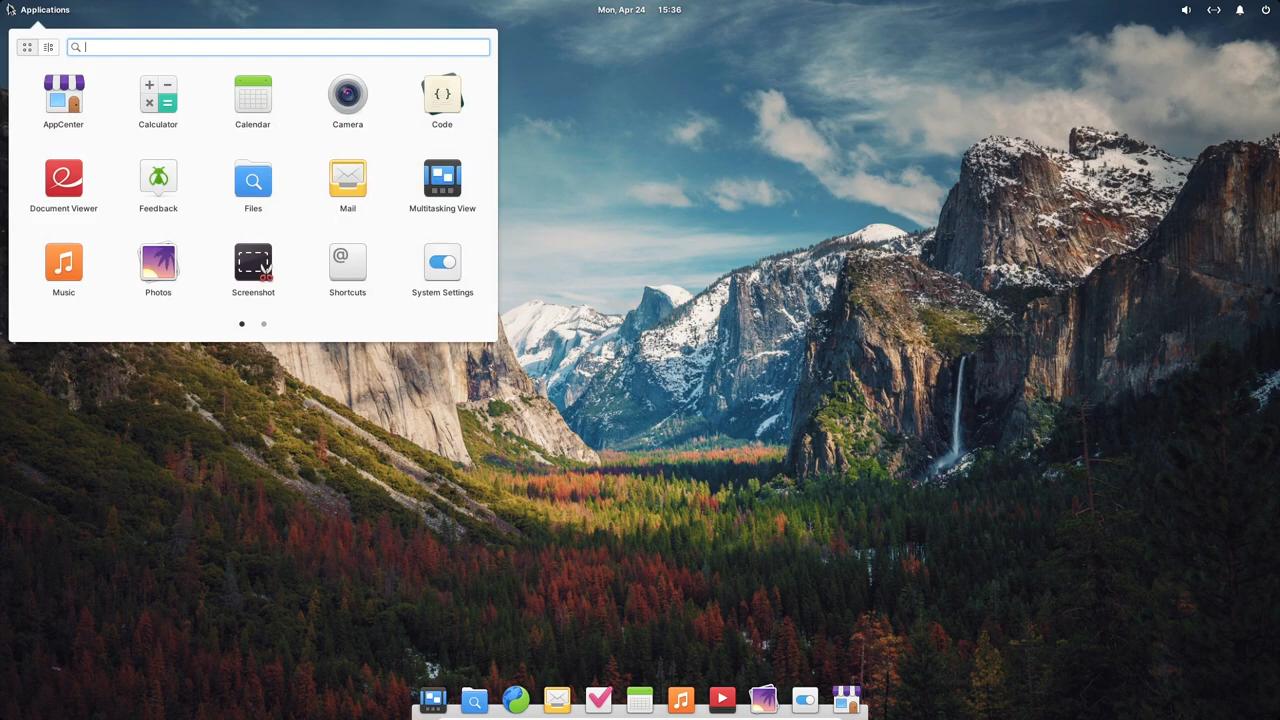 Applications
Mon, Apr 24 15:36
AppCenter
Calculator
Calendar
Camera
{ }
Code
Document Viewer
Feedback
Files
Mail
Multitasking View
Music
Photos
Screenshot
@
Shortcuts
System Settings